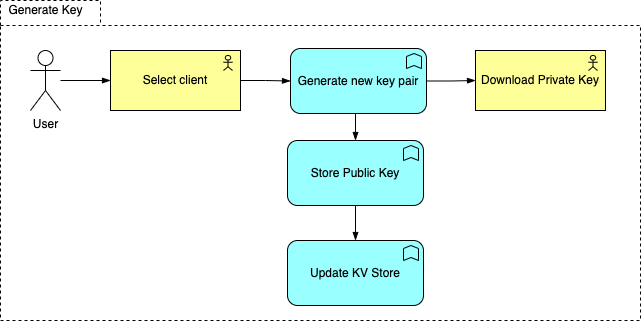 Generate Key
User
Select client
Generate new key pair
Download Private Key
Store Public Key
Update KV Store